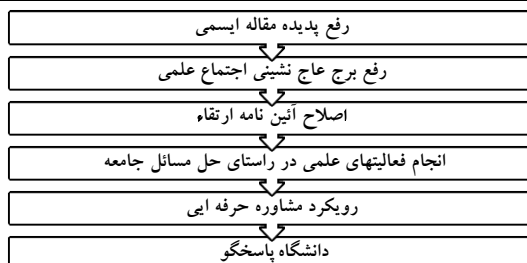 رفع پدیده مقاله ایسمی
رفع برج عاج نشینی اجتماع علمی
اصلاح آئین نامه ارتقاء
انجام فعالیتهای علمی در راستای حل مسائل جامعه
رویکرد مشاوره حرفه ایی
دانشگاه پاسخگو